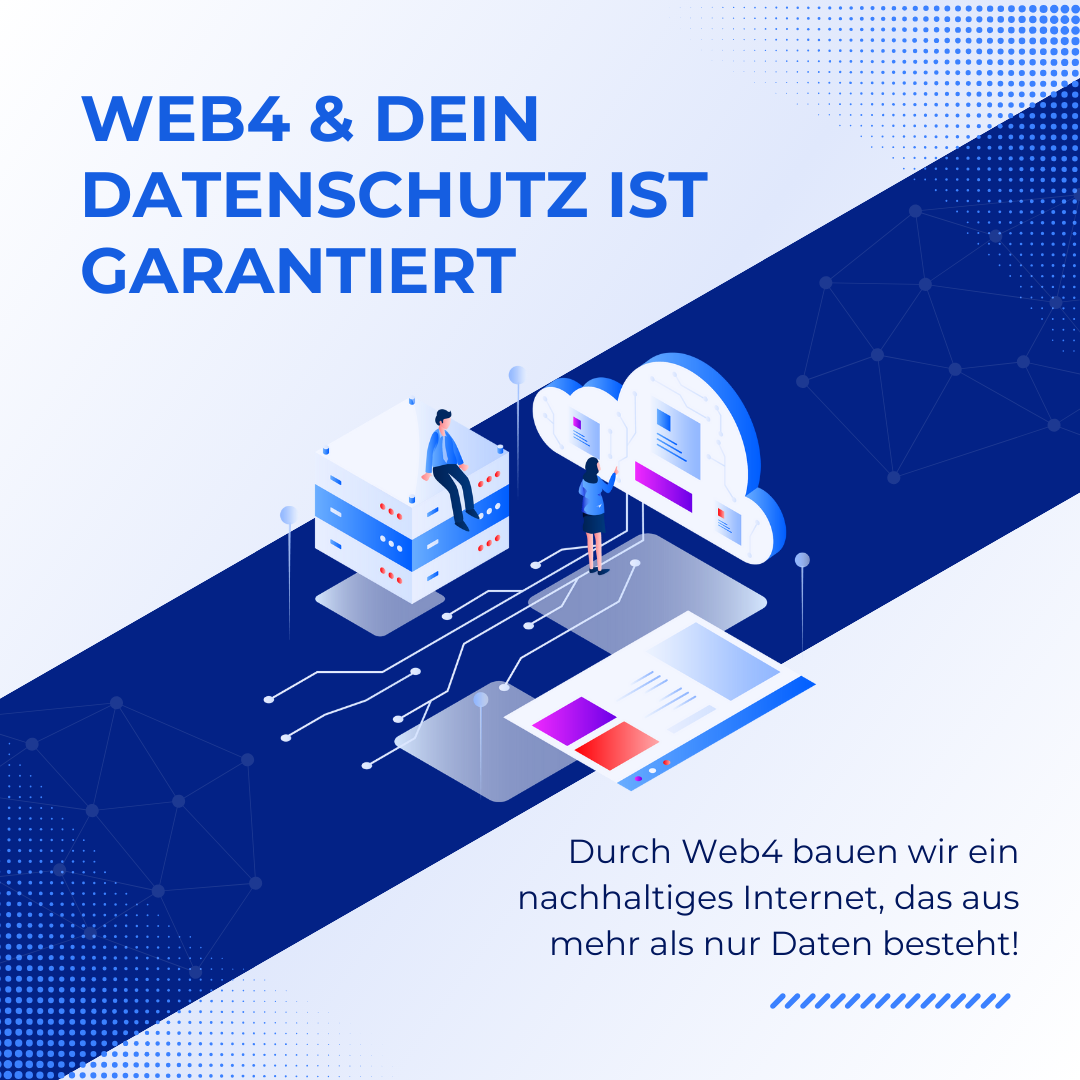 WEB4 & DEIN
DATENSCHUTZ IST
GARANTIERT
Durch Web4 bauen wir ein
nachhaltiges Internet, das aus
mehr als nur Daten besteht!